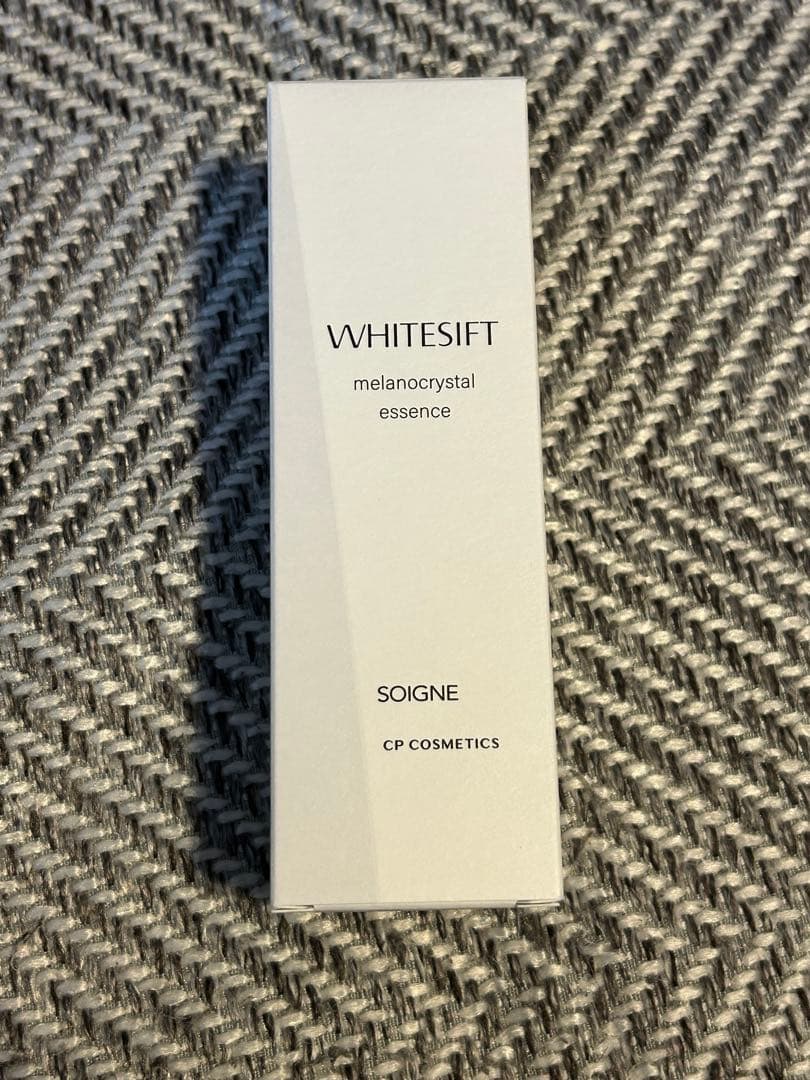 WHITESIFT
melanocrystal
essence
SOIGNE
CP COSMETICS